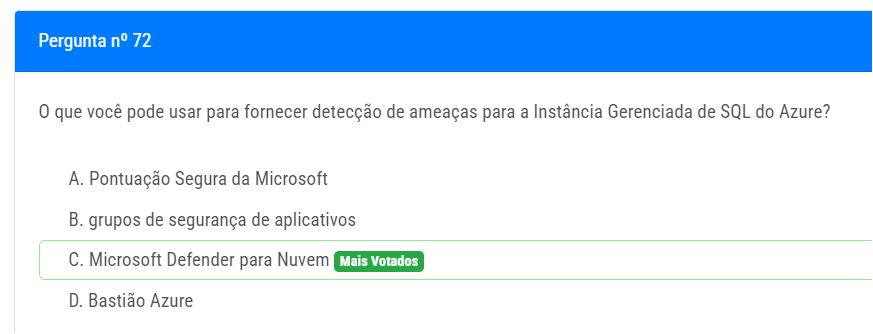 Pergunta nº 72
O que você pode usar para fornecer detecção de ameaças para a Instância Gerenciada de SQL do Azure?
A. Pontuação Segura da Microsoft
B. grupos de segurança de aplicativos
C. Microsoft Defender para Nuvem Mais Votados
D. Bastião Azure